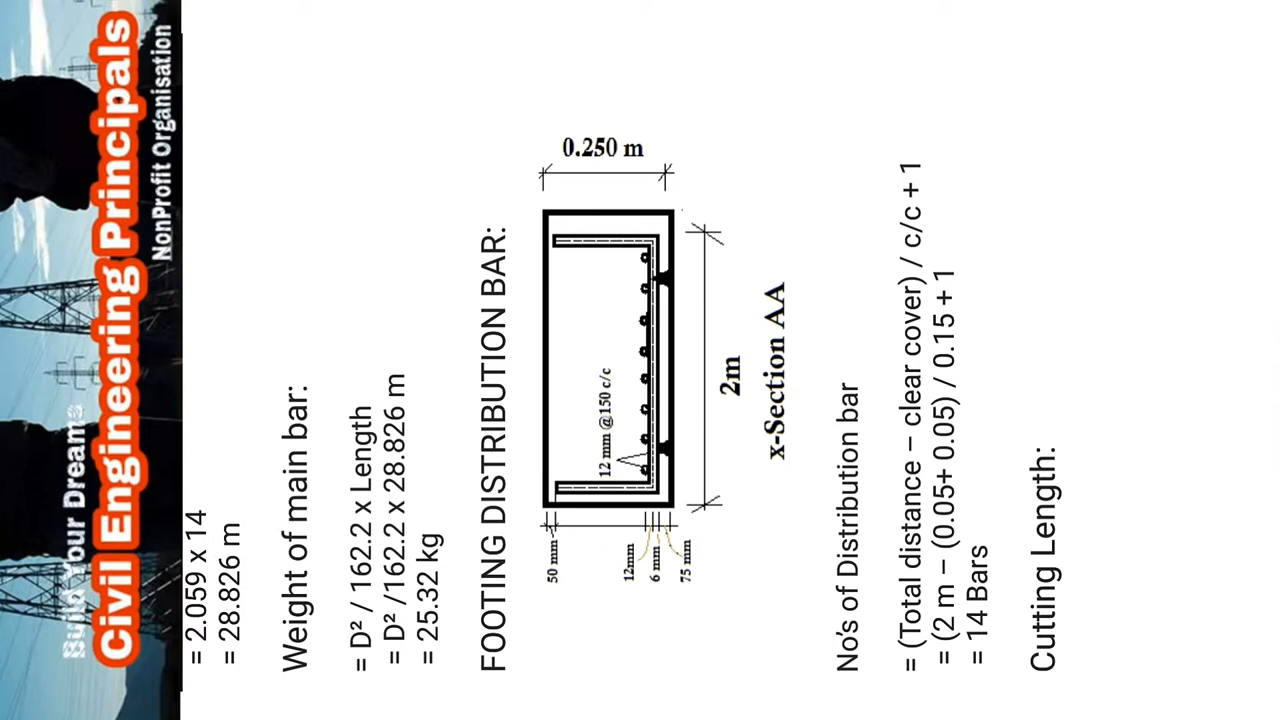 Build Your Dreams
Civil Engineering Principals
NonProfit Organisation
= 2.059 x 14
= 28.826 m
Weight of main bar:
= D² / 162.2 x Length
= D² /162.2 x 28.826 m
= 25.32 kg
FOOTING DISTRIBUTION BAR:
0.250 m
12 mm @150 c/c
50 mm
12mm
6 mm
75 mm
2m
x-Section AA
No's of Distribution bar
= (Total distance – clear cover) / c/c + 1
= (2 m – (0.05+ 0.05) / 0.15 + 1
= 14 Bars
Cutting Length: